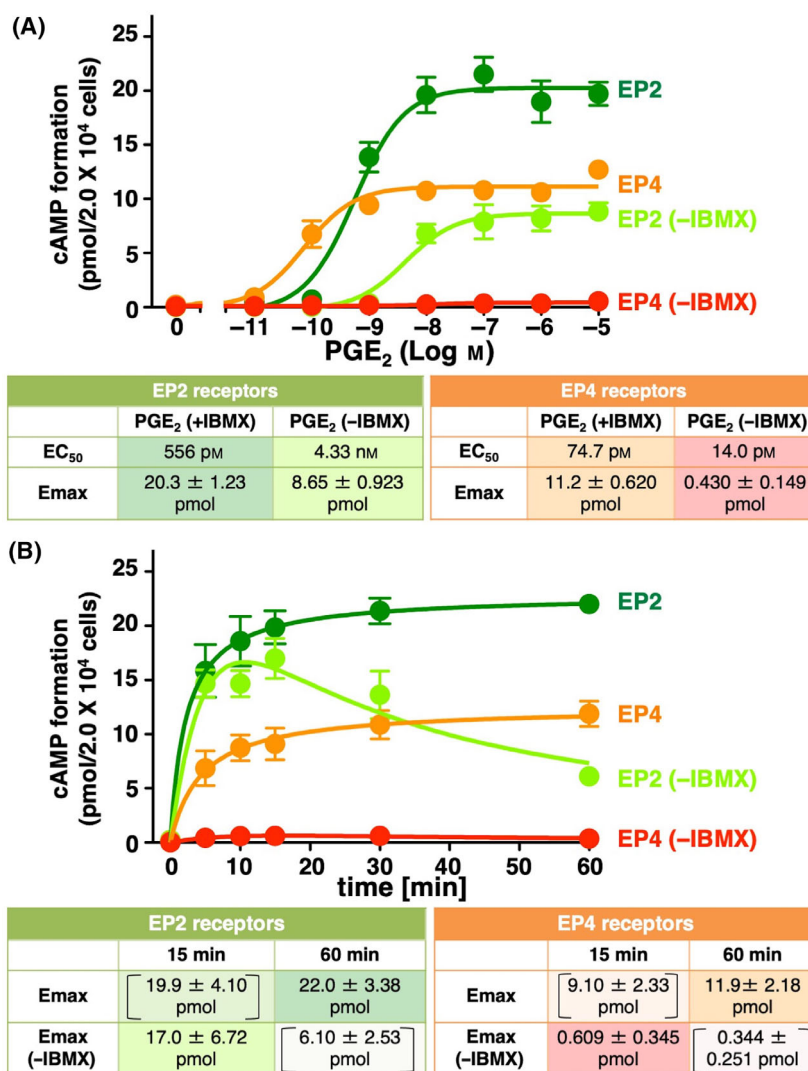 (A)
25
20
15
10
5
0
cAMP formation
(pmol/2.0 X 10⁴ cells)
EP2
EP4
EP2 (–IBMX)
EP4 (–IBMX)
0 –11 –10 –9 –8 –7 –6 –5
PGE₂ (Log M)
EP2 receptors
PGE₂ (+IBMX) PGE₂ (–IBMX)
EC₅₀ 556 pM 4.33 nM
Emax 20.3 ± 1.23 pmol 8.65 ± 0.923 pmol
EP4 receptors
PGE₂ (+IBMX) PGE₂ (–IBMX)
EC₅₀ 74.7 pM 14.0 pM
Emax 11.2 ± 0.620 pmol 0.430 ± 0.149 pmol
(B)
25
20
15
10
5
0
cAMP formation
(pmol/2.0 X 10⁴ cells)
EP2
EP4
EP2 (–IBMX)
EP4 (–IBMX)
0 10 20 30 40 50 60
time [min]
EP2 receptors
15 min 60 min
Emax 19.9 ± 4.10 pmol 22.0 ± 3.38 pmol
Emax (–IBMX) 17.0 ± 6.72 pmol 6.10 ± 2.53 pmol
EP4 receptors
15 min 60 min
Emax 9.10 ± 2.33 pmol 11.9± 2.18 pmol
Emax (–IBMX) 0.609 ± 0.345 pmol 0.344 ± 0.251 pmol